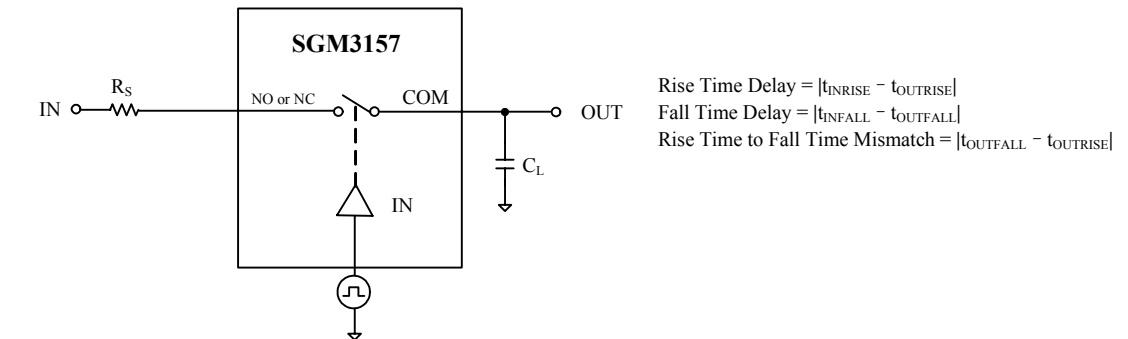 SGM3157
R_S
IN
NO or NC
COM
OUT
C_L
IN
Rise Time Delay = |t_INRISE − t_OUTRISE|
Fall Time Delay = |t_INFALL − t_OUTFALL|
Rise Time to Fall Time Mismatch = |t_OUTFALL − t_OUTRISE|